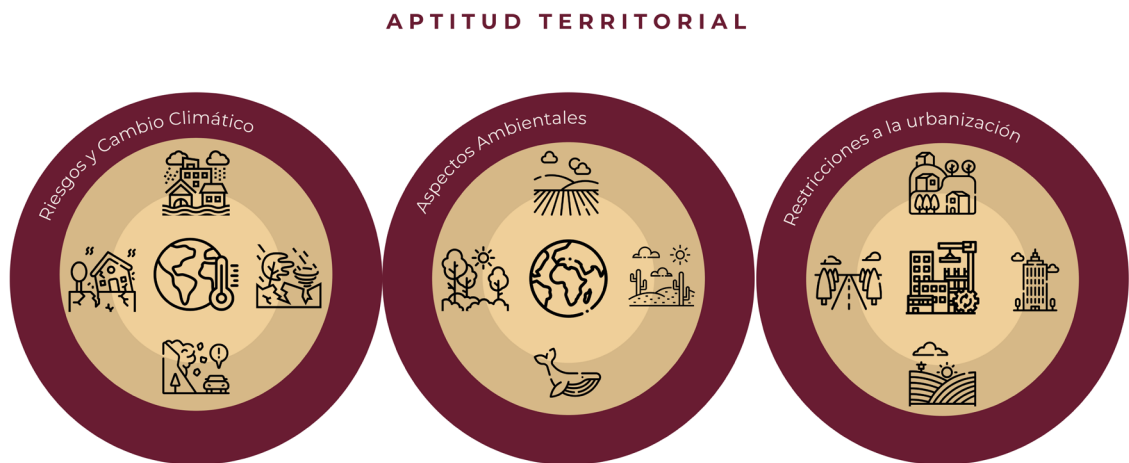 APTITUD TERRITORIAL
Riesgos y Cambio Climático
Aspectos Ambientales
Restricciones a la urbanización